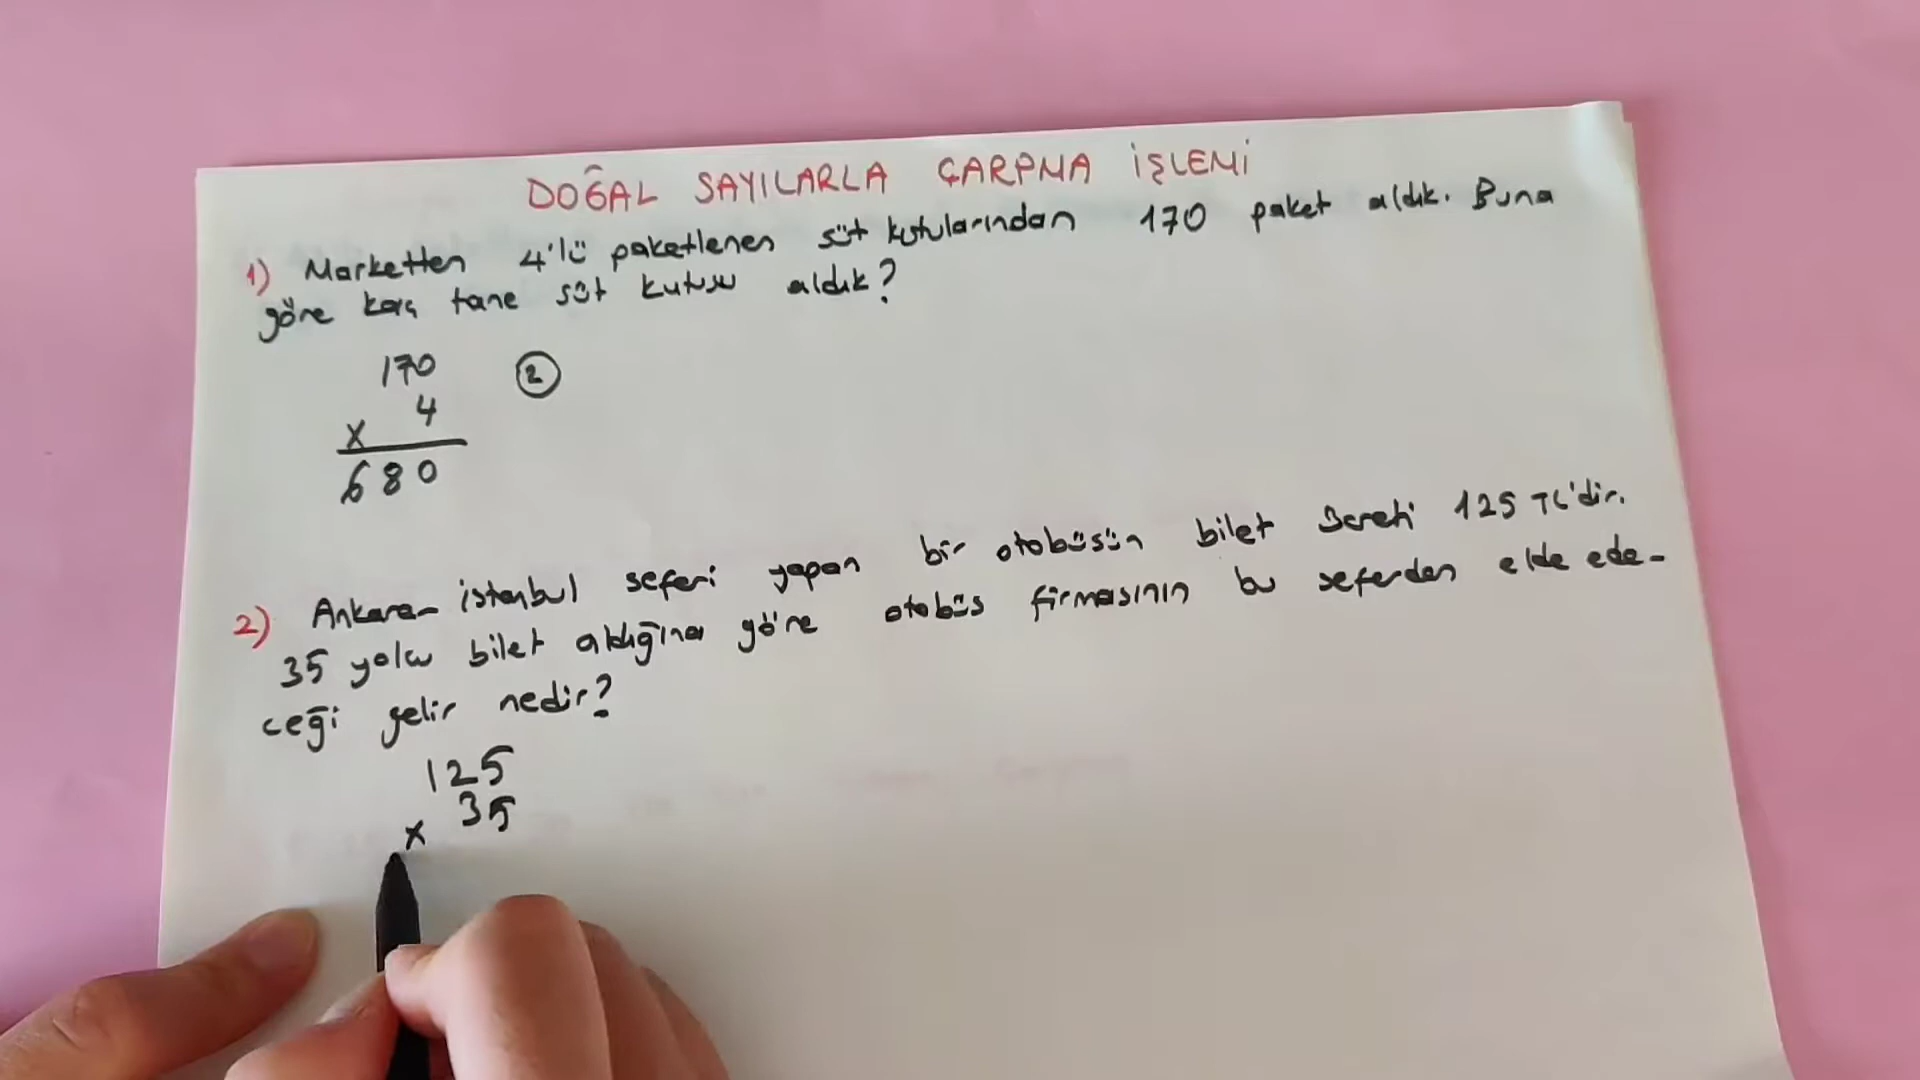 DOĞAL SAYILARLA ÇARPMA İŞLEMİ
1) Marketten 4'lü paketlenen süt kutularından 170 paket aldık. Buna
göre kaç tane süt kutusu aldık?
170 2
4
x
680
2) Ankara-İstanbul seferi yapan bir otobüsün bilet ücreti 125 TL'dir.
35 yolcu bilet aldığına göre otobüs firmasının bu seferden elde ede-
ceği gelir nedir?
125
x 35